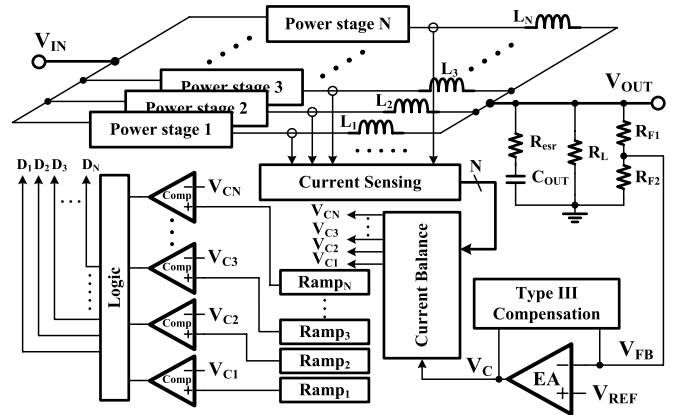 Power stage N
L_N
V_IN
Power stage 3
L_3
Power stage 2
L_2
V_OUT
Power stage 1
L_1
R_esr
R_L
R_F1
C_OUT
R_F2
D_1 D_2 D_3 D_N
Current Sensing
N
Comp
V_CN
V_CN
V_C3
V_C2
V_C1
Current Balance
Logic
Comp
V_C3
Ramp_N
Type III
Compensation
Comp
V_C2
Ramp_3
Ramp_2
V_C
V_FB
Comp
V_C1
Ramp_1
EA
V_REF